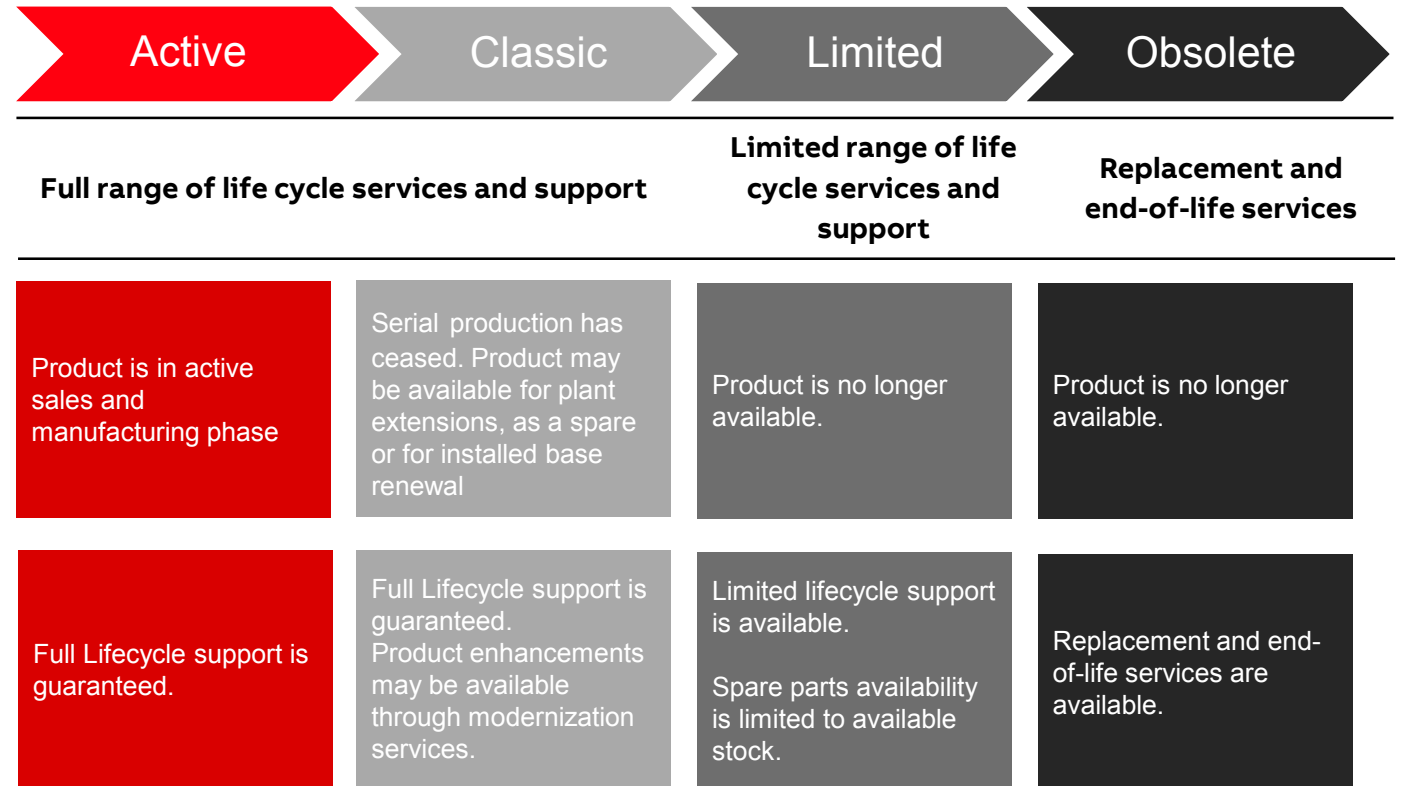 Active
Classic
Limited
Obsolete
Full range of life cycle services and support
Limited range of life
cycle services and
support
Replacement and
end-of-life services
Product is in active
sales and
manufacturing phase
Serial production has
ceased. Product may
be available for plant
extensions, as a spare
or for installed base
renewal
Product is no longer
available.
Product is no longer
available.
Full Lifecycle support is
guaranteed.
Full Lifecycle support is
guaranteed.
Product enhancements
may be available
through modernization
services.
Limited lifecycle support
is available.
Spare parts availability
is limited to available
stock.
Replacement and end-
of-life services are
available.